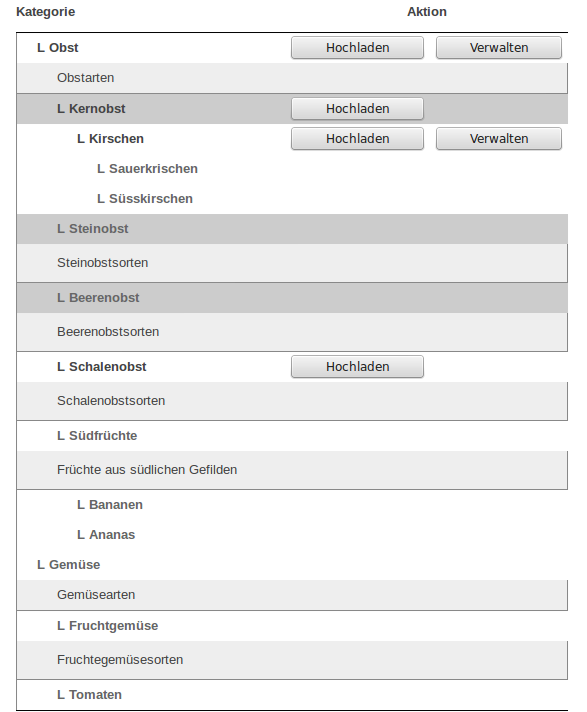 Kategorie Aktion
L Obst Hochladen Verwalten
Obstarten
L Kernobst Hochladen
L Kirschen Hochladen Verwalten
L Sauerkrischen
L Süsskirschen
L Steinobst
Steinobstsorten
L Beerenobst
Beerenobstsorten
L Schalenobst Hochladen
Schalenobstsorten
L Südfrüchte
Früchte aus südlichen Gefilden
L Bananen
L Ananas
L Gemüse
Gemüsearten
L Fruchtgemüse
Fruchtegemüsesorten
L Tomaten